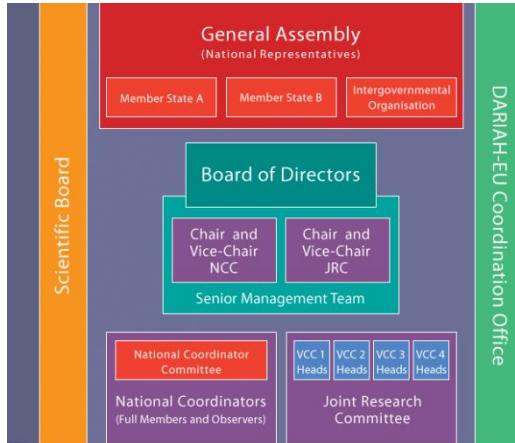 General Assembly
(National Representatives)
Member State A
Member State B
Intergovernmental
Organisation
Scientific Board
DARIAH-EU Coordination Office
Board of Directors
Chair and
Vice-Chair
NCC
Chair and
Vice-Chair
JRC
Senior Management Team
National Coordinator
Committee
National Coordinators
(Full Members and Observers)
VCC 1
Heads
VCC 2
Heads
VCC 3
Heads
VCC 4
Heads
Joint Research
Committee